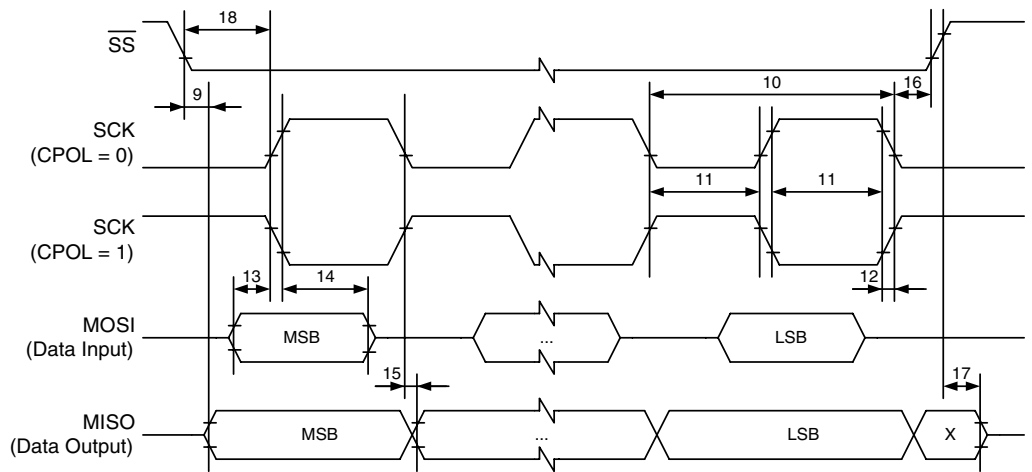 18
SS
10
9
16
SCK
(CPOL = 0)
11
11
SCK
(CPOL = 1)
13
14
12
MOSI
(Data Input)
MSB
...
LSB
15
17
MISO
(Data Output)
MSB
...
LSB
X